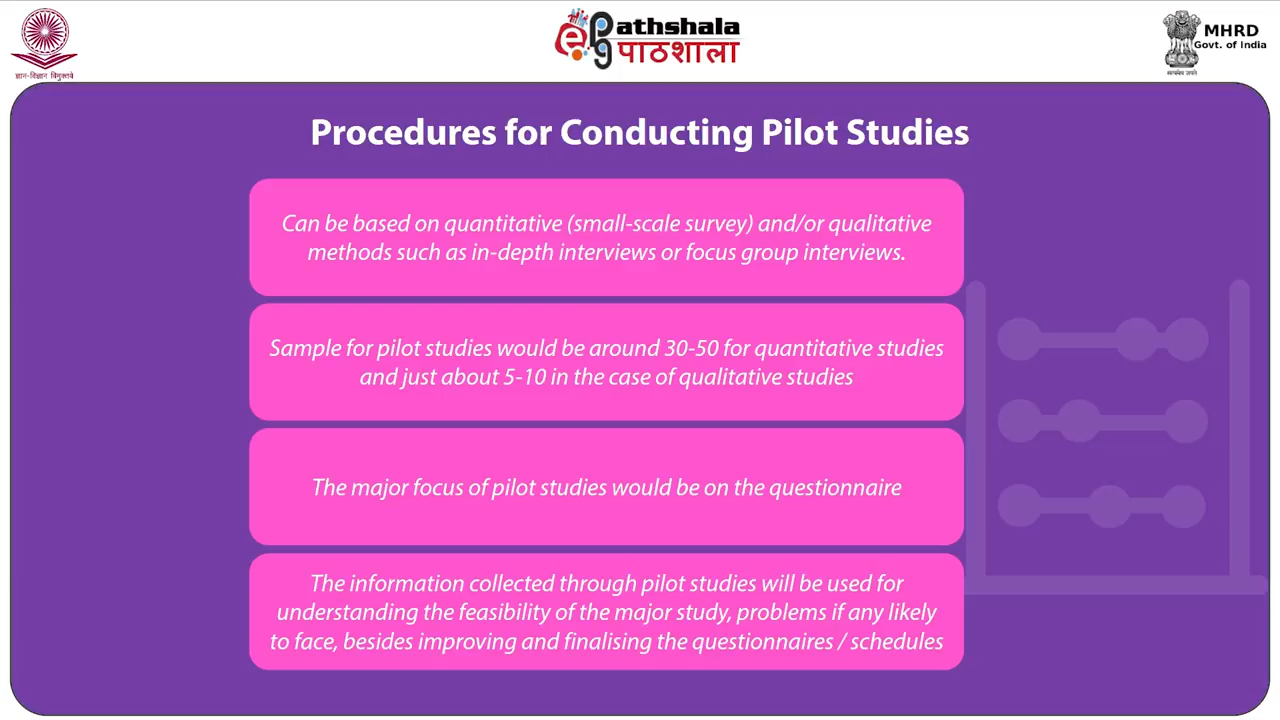 ज्ञान-विज्ञान विमुक्तये
ePathshala
पाठशाला
MHRD
Govt. of India
सत्यमेव जयते
Procedures for Conducting Pilot Studies
Can be based on quantitative (small-scale survey) and/or qualitative
methods such as in-depth interviews or focus group interviews.
Sample for pilot studies would be around 30-50 for quantitative studies
and just about 5-10 in the case of qualitative studies
The major focus of pilot studies would be on the questionnaire
The information collected through pilot studies will be used for
understanding the feasibility of the major study, problems if any likely
to face, besides improving and finalising the questionnaires / schedules